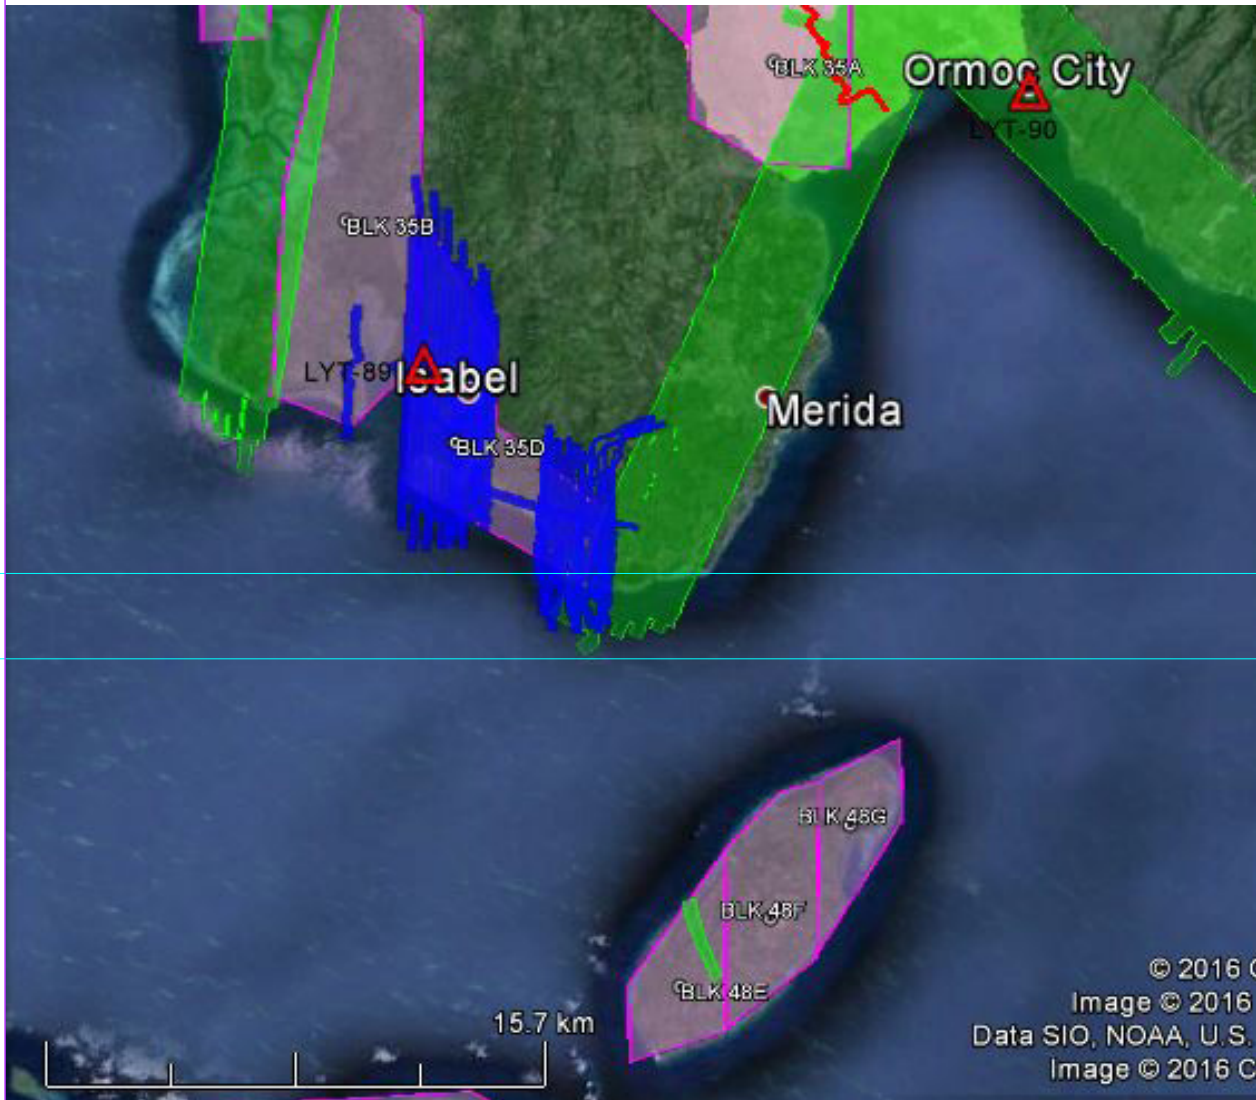 BLK 35A
Ormoc City
LYT-90
BLK 35B
LYT-89
Isabel
BLK 35D
Merida
BLK 48G
BLK 48F
BLK 48E
15.7 km
© 2016
Image © 2016
Data SIO, NOAA, U.S.
Image © 2016